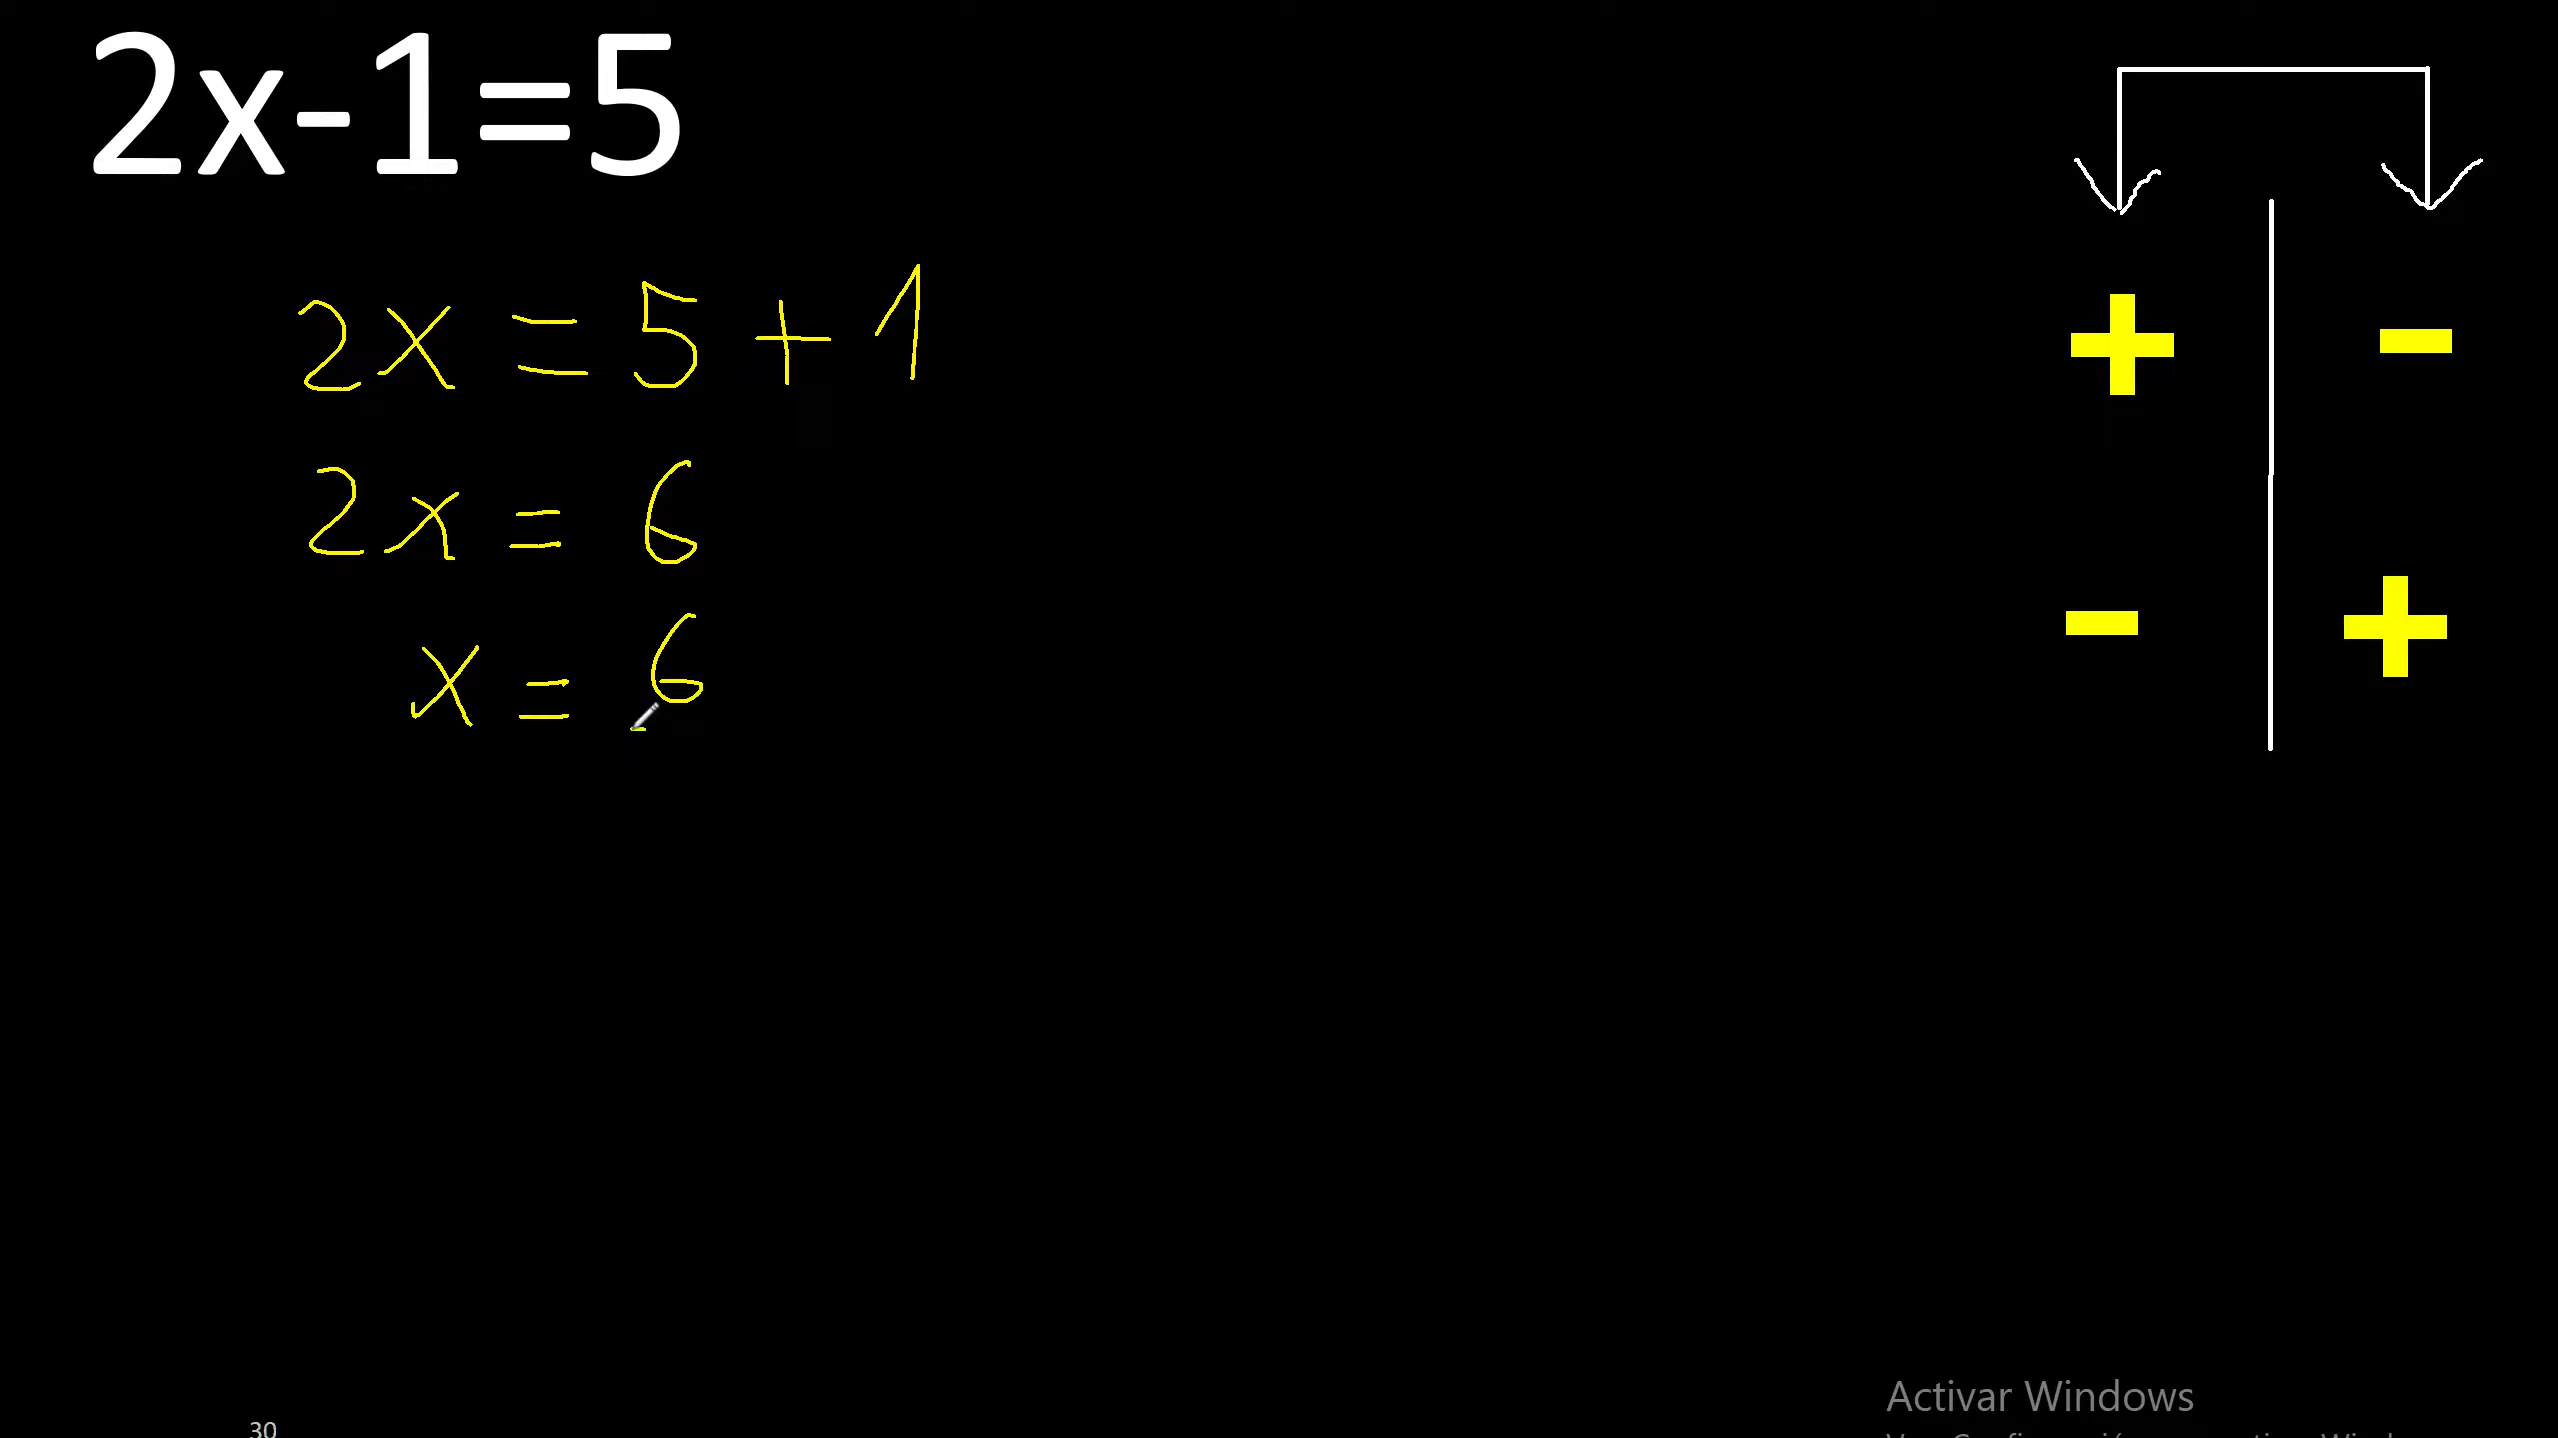 2x-1=5
2x = 5 + 1
2x = 6
x = 6
+ -
- +
Activar Windows
30